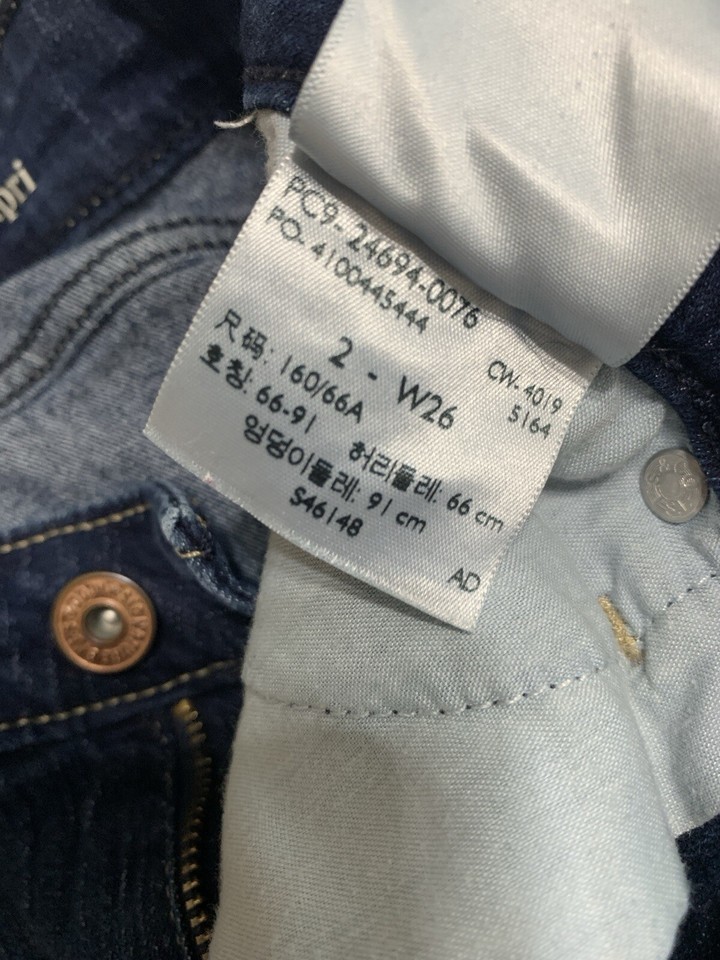 pri
PC9-24694-0076
PO-4100445444
CW-4019
5164
2 - W26
尺码: 160/66A
호칭: 66-91
허리둘레: 66 cm
엉덩이둘레: 91 cm
S46148
AD